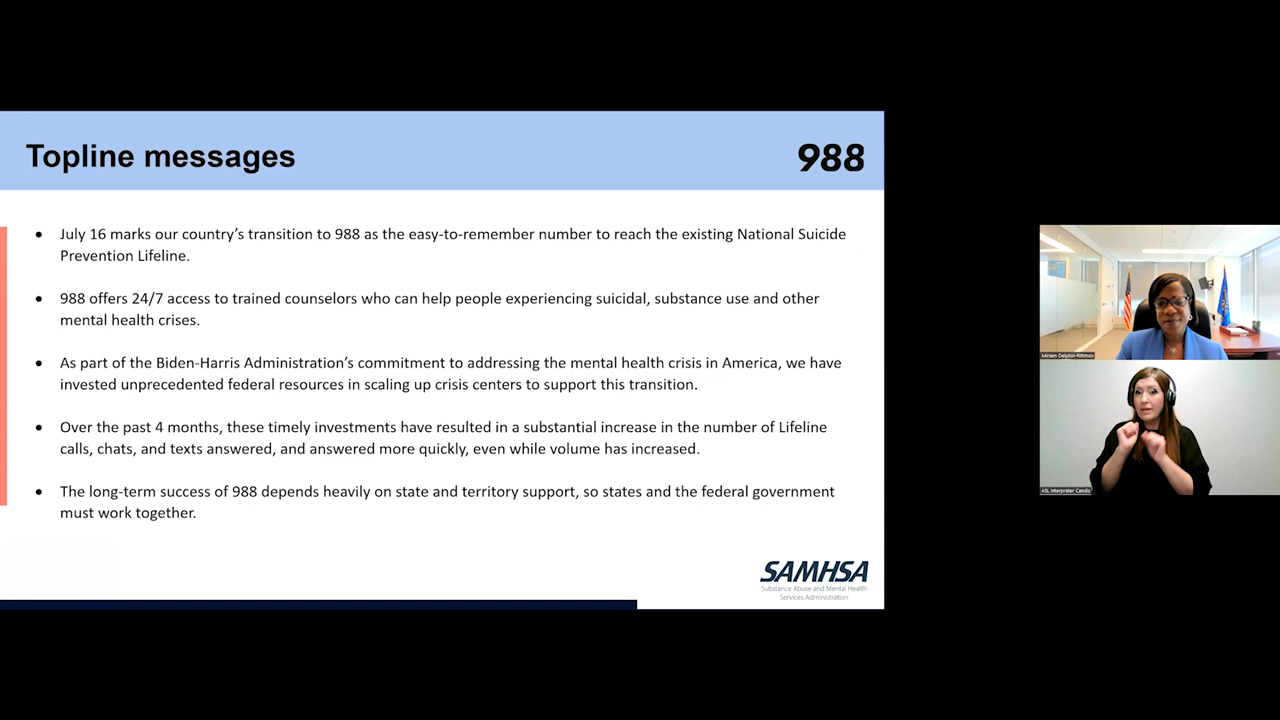 Topline messages
988
July 16 marks our country's transition to 988 as the easy-to-remember number to reach the existing National Suicide
Prevention Lifeline.
988 offers 24/7 access to trained counselors who can help people experiencing suicidal, substance use and other
mental health crises.
As part of the Biden-Harris Administration's commitment to addressing the mental health crisis in America, we have
invested unprecedented federal resources in scaling up crisis centers to support this transition.
Over the past 4 months, these timely investments have resulted in a substantial increase in the number of Lifeline
calls, chats, and texts answered, and answered more quickly, even while volume has increased.
The long-term success of 988 depends heavily on state and territory support, so states and the federal government
must work together.
SAMHSA
Substance Abuse and Mental Health
Services Administration
Miriam Delphin-Rittmon
ASL Interpreter Candis